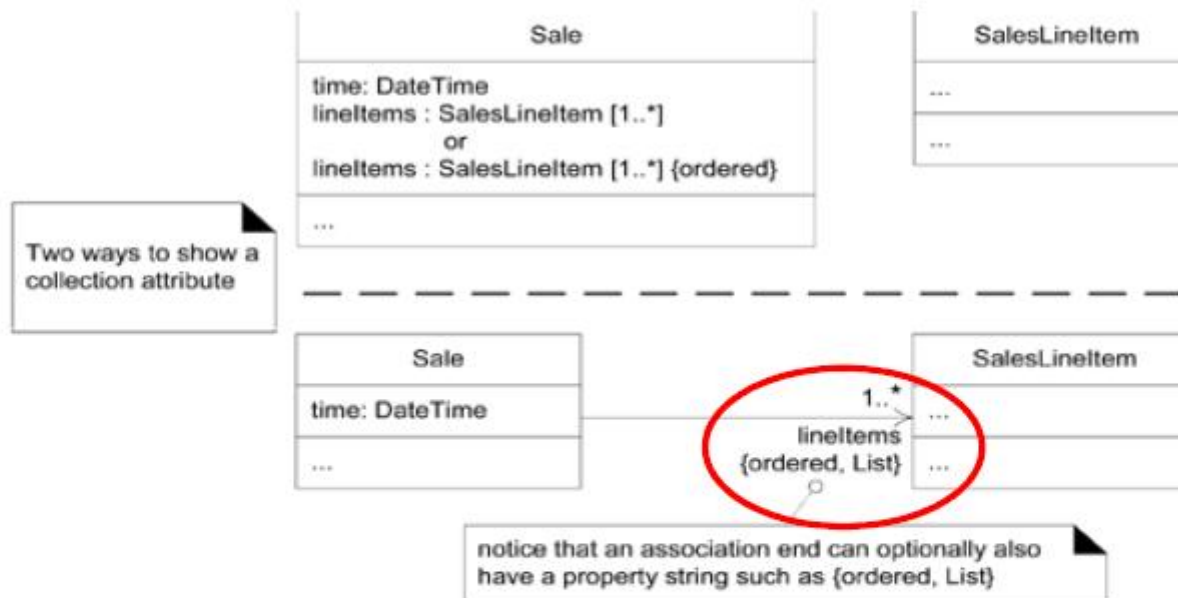 Sale
time: DateTime
lineItems : SalesLineItem [1..*]
or
lineItems : SalesLineItem [1..*] {ordered}
...
SalesLineItem
...
...
Two ways to show a
collection attribute
Sale
time: DateTime
...
1..*
lineItems
{ordered, List}
SalesLineItem
...
...
notice that an association end can optionally also
have a property string such as {ordered, List}